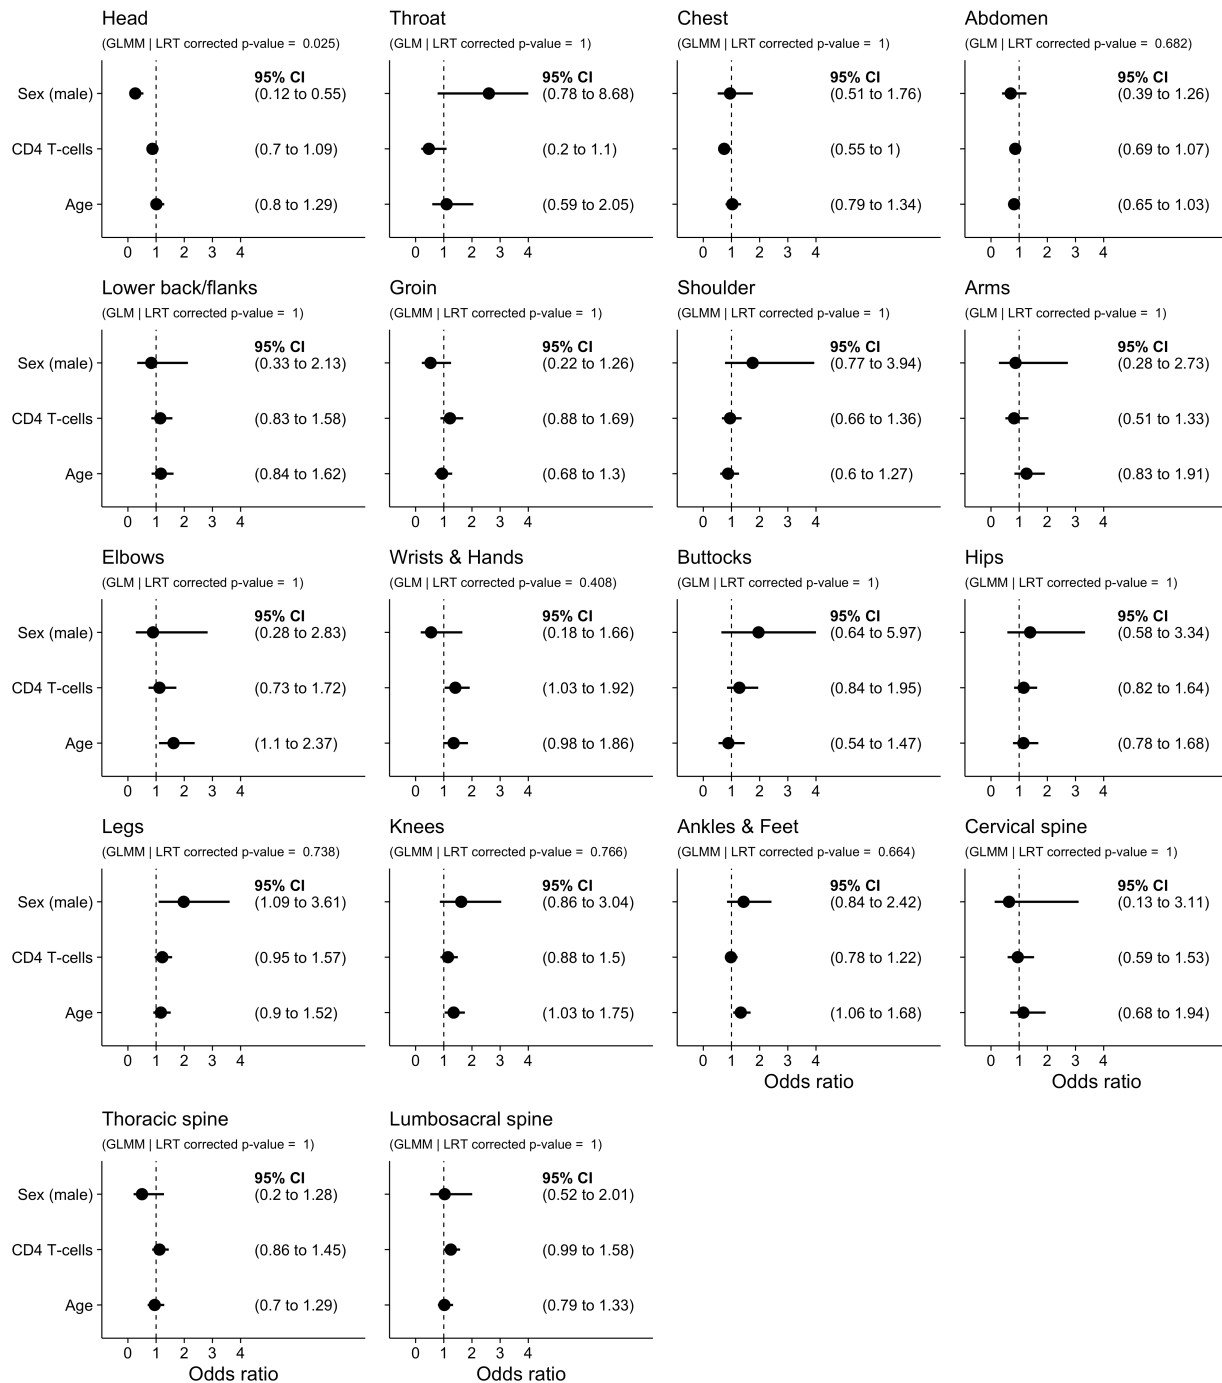 Head
(GLMM | LRT corrected p-value = 0.025)
95% CI
Sex (male)
(0.12 to 0.55)
CD4 T-cells
(0.7 to 1.09)
Age
(0.8 to 1.29)
0 1 2 3 4
Throat
(GLM | LRT corrected p-value = 1)
95% CI
(0.78 to 8.68)
(0.2 to 1.1)
(0.59 to 2.05)
0 1 2 3 4
Chest
(GLMM | LRT corrected p-value = 1)
95% CI
(0.51 to 1.76)
(0.55 to 1)
(0.79 to 1.34)
0 1 2 3 4
Abdomen
(GLM | LRT corrected p-value = 0.682)
95% CI
(0.39 to 1.26)
(0.69 to 1.07)
(0.65 to 1.03)
0 1 2 3 4
Lower back/flanks
(GLM | LRT corrected p-value = 1)
95% CI
Sex (male)
(0.33 to 2.13)
CD4 T-cells
(0.83 to 1.58)
Age
(0.84 to 1.62)
0 1 2 3 4
Groin
(GLMM | LRT corrected p-value = 1)
95% CI
(0.22 to 1.26)
(0.88 to 1.69)
(0.68 to 1.3)
0 1 2 3 4
Shoulder
(GLMM | LRT corrected p-value = 1)
95% CI
(0.77 to 3.94)
(0.66 to 1.36)
(0.6 to 1.27)
0 1 2 3 4
Arms
(GLM | LRT corrected p-value = 1)
95% CI
(0.28 to 2.73)
(0.51 to 1.33)
(0.83 to 1.91)
0 1 2 3 4
Elbows
(GLM | LRT corrected p-value = 1)
95% CI
Sex (male)
(0.28 to 2.83)
CD4 T-cells
(0.73 to 1.72)
Age
(1.1 to 2.37)
0 1 2 3 4
Wrists & Hands
(GLM | LRT corrected p-value = 0.408)
95% CI
(0.18 to 1.66)
(1.03 to 1.92)
(0.98 to 1.86)
0 1 2 3 4
Buttocks
(GLM | LRT corrected p-value = 1)
95% CI
(0.64 to 5.97)
(0.84 to 1.95)
(0.54 to 1.47)
0 1 2 3 4
Hips
(GLMM | LRT corrected p-value = 1)
95% CI
(0.58 to 3.34)
(0.82 to 1.64)
(0.78 to 1.68)
0 1 2 3 4
Legs
(GLMM | LRT corrected p-value = 0.738)
95% CI
Sex (male)
(1.09 to 3.61)
CD4 T-cells
(0.95 to 1.57)
Age
(0.9 to 1.52)
0 1 2 3 4
Knees
(GLMM | LRT corrected p-value = 0.766)
95% CI
(0.86 to 3.04)
(0.88 to 1.5)
(1.03 to 1.75)
0 1 2 3 4
Ankles & Feet
(GLMM | LRT corrected p-value = 0.664)
95% CI
(0.84 to 2.42)
(0.78 to 1.22)
(1.06 to 1.68)
0 1 2 3 4
Odds ratio
Cervical spine
(GLMM | LRT corrected p-value = 1)
95% CI
(0.13 to 3.11)
(0.59 to 1.53)
(0.68 to 1.94)
0 1 2 3 4
Odds ratio
Thoracic spine
(GLMM | LRT corrected p-value = 1)
95% CI
Sex (male)
(0.2 to 1.28)
CD4 T-cells
(0.86 to 1.45)
Age
(0.7 to 1.29)
0 1 2 3 4
Odds ratio
Lumbosacral spine
(GLMM | LRT corrected p-value = 1)
95% CI
(0.52 to 2.01)
(0.99 to 1.58)
(0.79 to 1.33)
0 1 2 3 4
Odds ratio